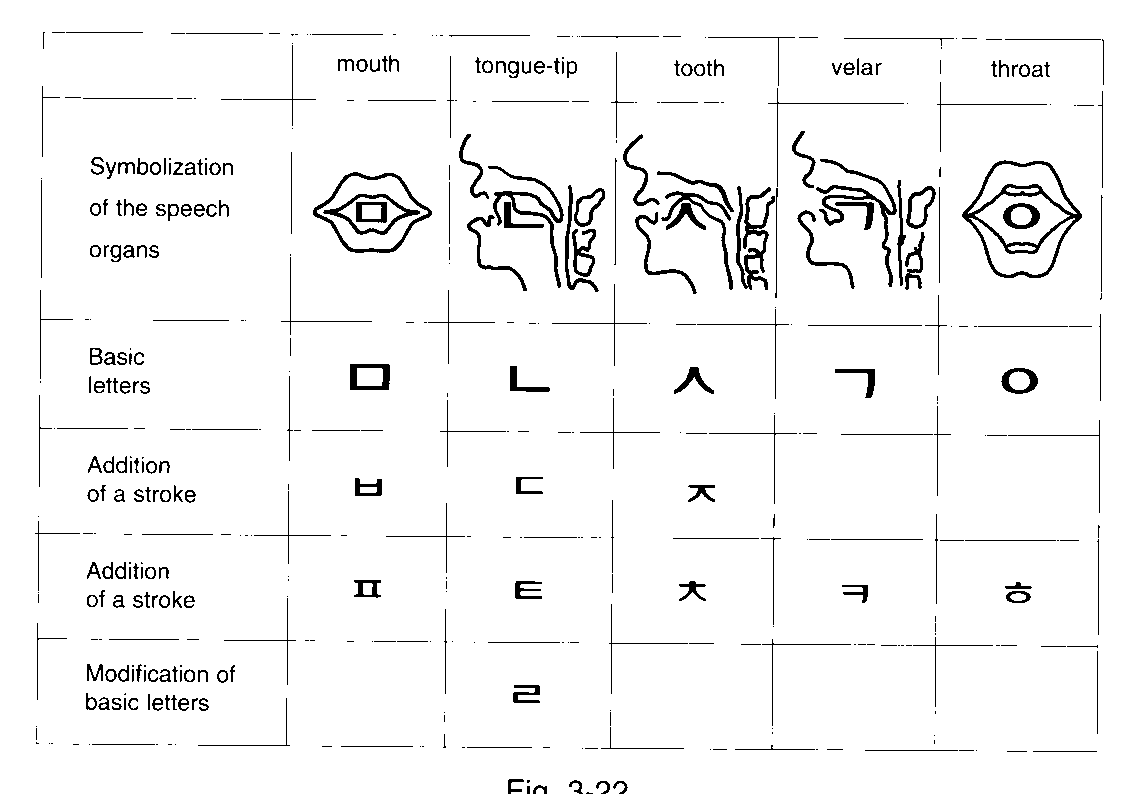 mouth tongue-tip tooth velar throat
Symbolization
of the speech
organs
ㅁ ㄴ ㅅ ㄱ ㅇ
Basic
letters
ㅁ ㄴ ㅅ ㄱ ㅇ
Addition
of a stroke
ㅂ ㄷ ㅈ
Addition
of a stroke
ㅍ ㅌ ㅊ ㅋ ㅎ
Modification of
basic letters
ㄹ
Fig. 3-22